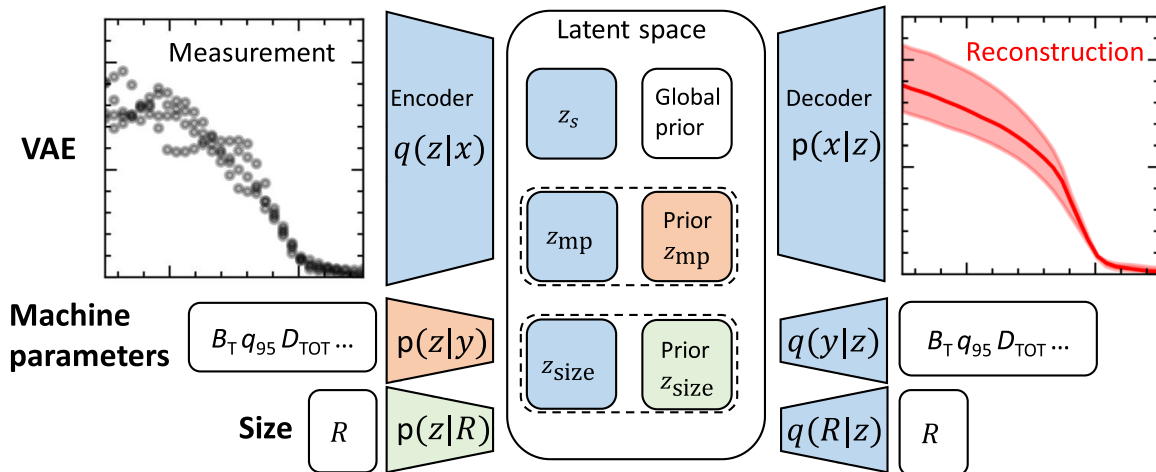 Measurement
VAE
Encoder
q(z|x)
Latent space
z_s
Global
prior
z_mp
Prior
z_mp
z_size
Prior
z_size
Decoder
p(x|z)
Reconstruction
Machine
parameters
B_T q_95 D_TOT ...
p(z|y)
q(y|z)
B_T q_95 D_TOT ...
Size
R
p(z|R)
q(R|z)
R